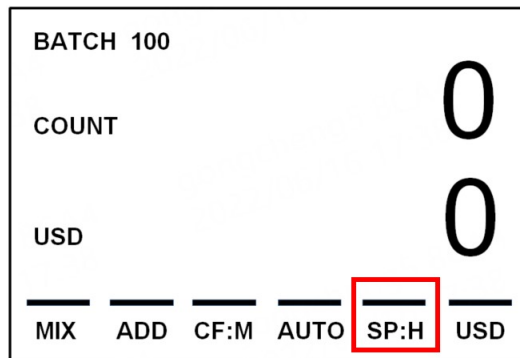 BATCH 100
COUNT 0
USD 0
MIX ADD CF:M AUTO SP:H USD